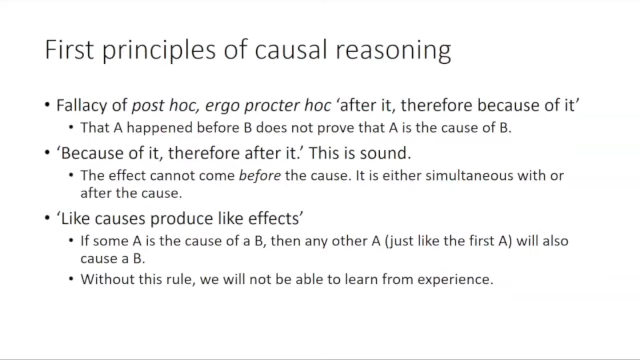 First principles of causal reasoning
• Fallacy of post hoc, ergo procter hoc ‘after it, therefore because of it’
• That A happened before B does not prove that A is the cause of B.
• ‘Because of it, therefore after it.’ This is sound.
• The effect cannot come before the cause. It is either simultaneous with or
after the cause.
• ‘Like causes produce like effects’
• If some A is the cause of a B, then any other A (just like the first A) will also
cause a B.
• Without this rule, we will not be able to learn from experience.